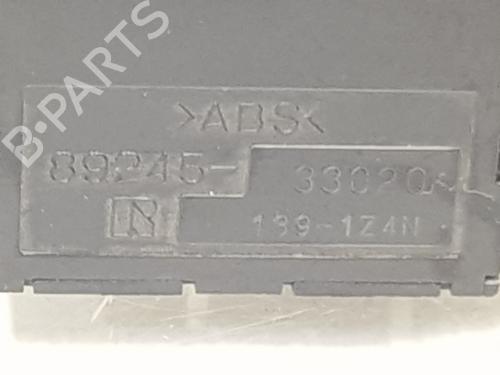 >ABS<
89245-
33020
R
139-1Z4N
B-PARTS